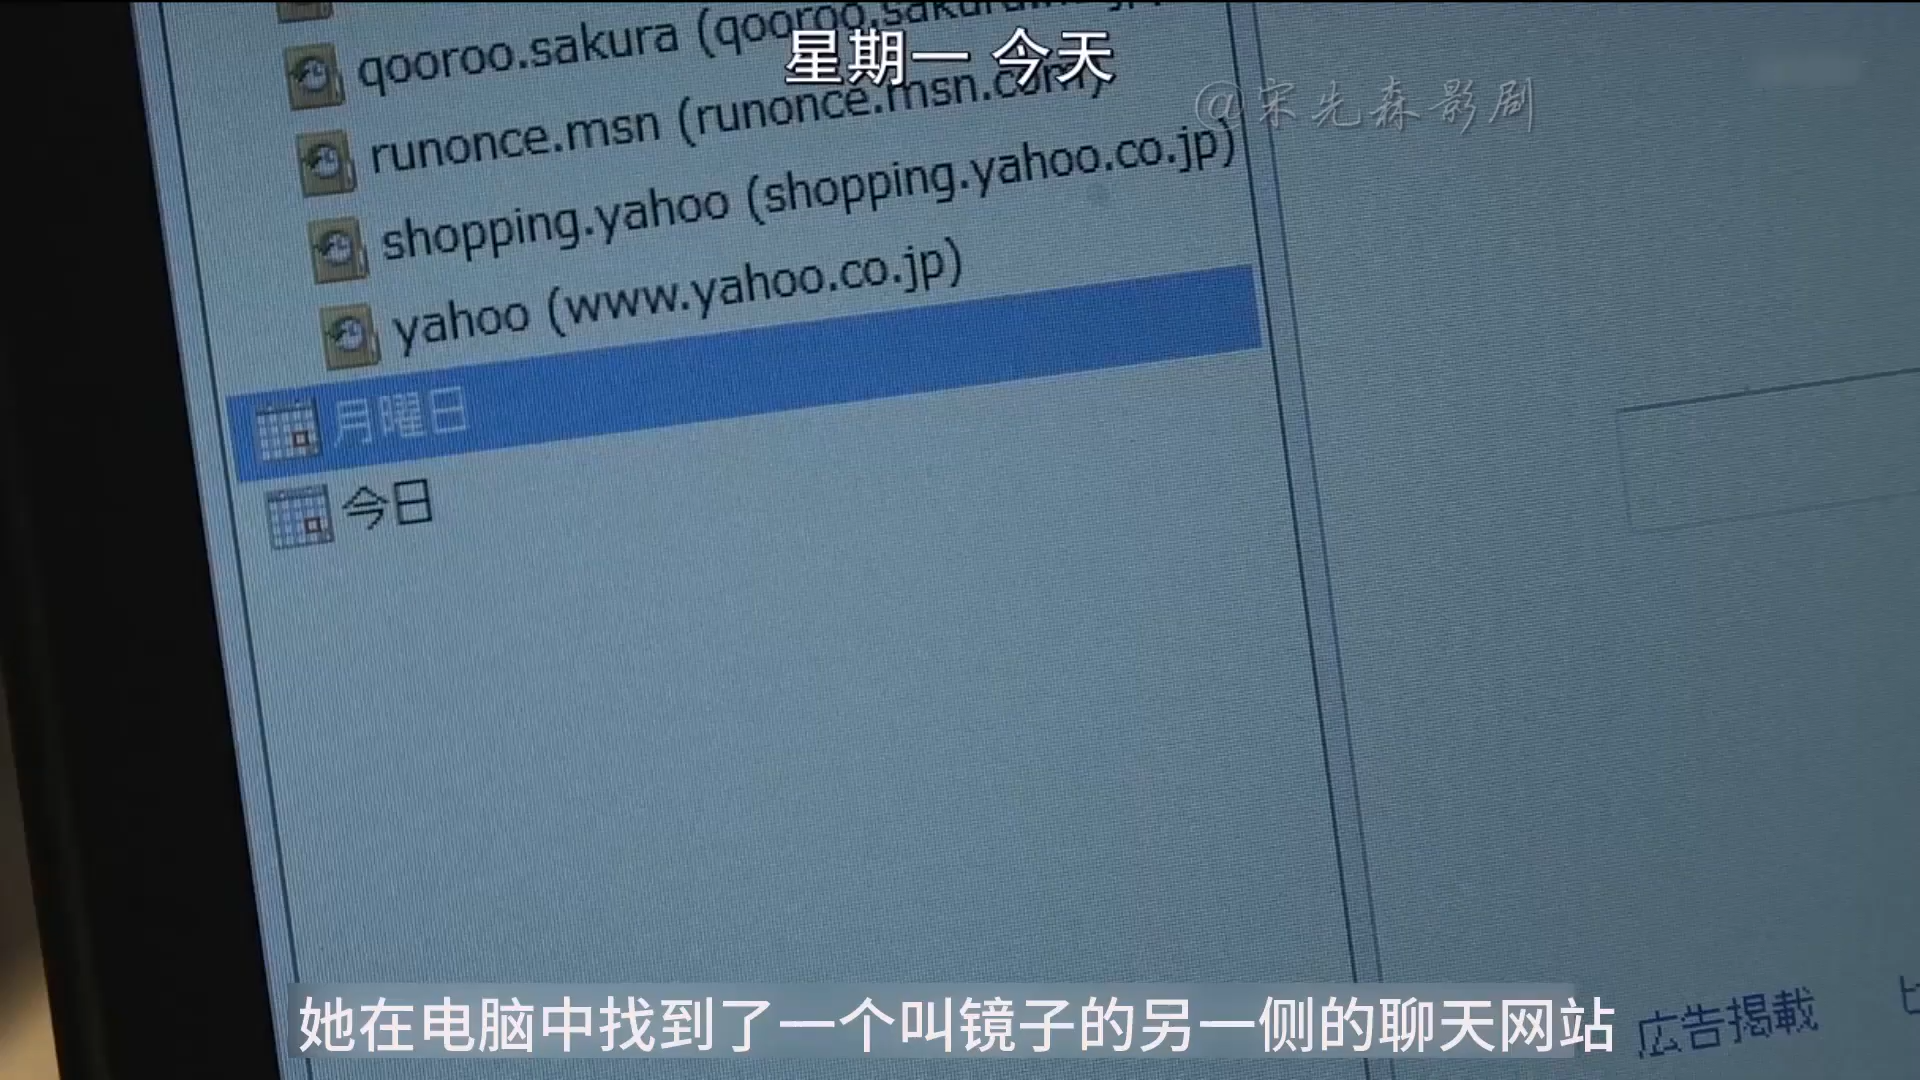 qooroo.sakura (qooroo.sakura
星期一 今天
@宋先森影剧
runonce.msn (runonce.msn.com)
shopping.yahoo (shopping.yahoo.co.jp)
yahoo (www.yahoo.co.jp)
月曜日
今日
她在电脑中找到了一个叫镜子的另一侧的聊天网站
広告掲載